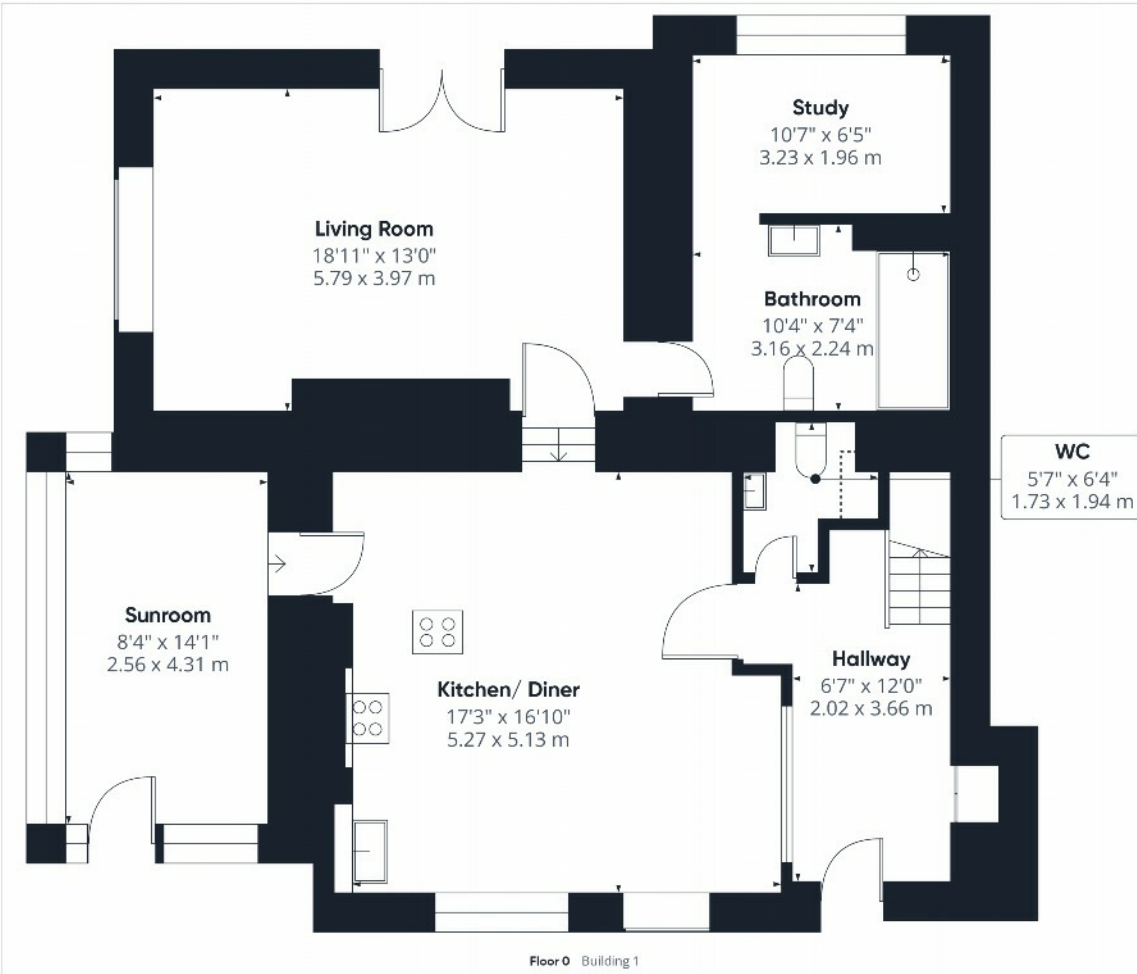 Study
10'7" x 6'5"
3.23 x 1.96 m
Living Room
18'11" x 13'0"
5.79 x 3.97 m
Bathroom
10'4" x 7'4"
3.16 x 2.24 m
WC
5'7" x 6'4"
1.73 x 1.94 m
Sunroom
8'4" x 14'1"
2.56 x 4.31 m
Kitchen/ Diner
17'3" x 16'10"
5.27 x 5.13 m
Hallway
6'7" x 12'0"
2.02 x 3.66 m
Floor 0 Building 1